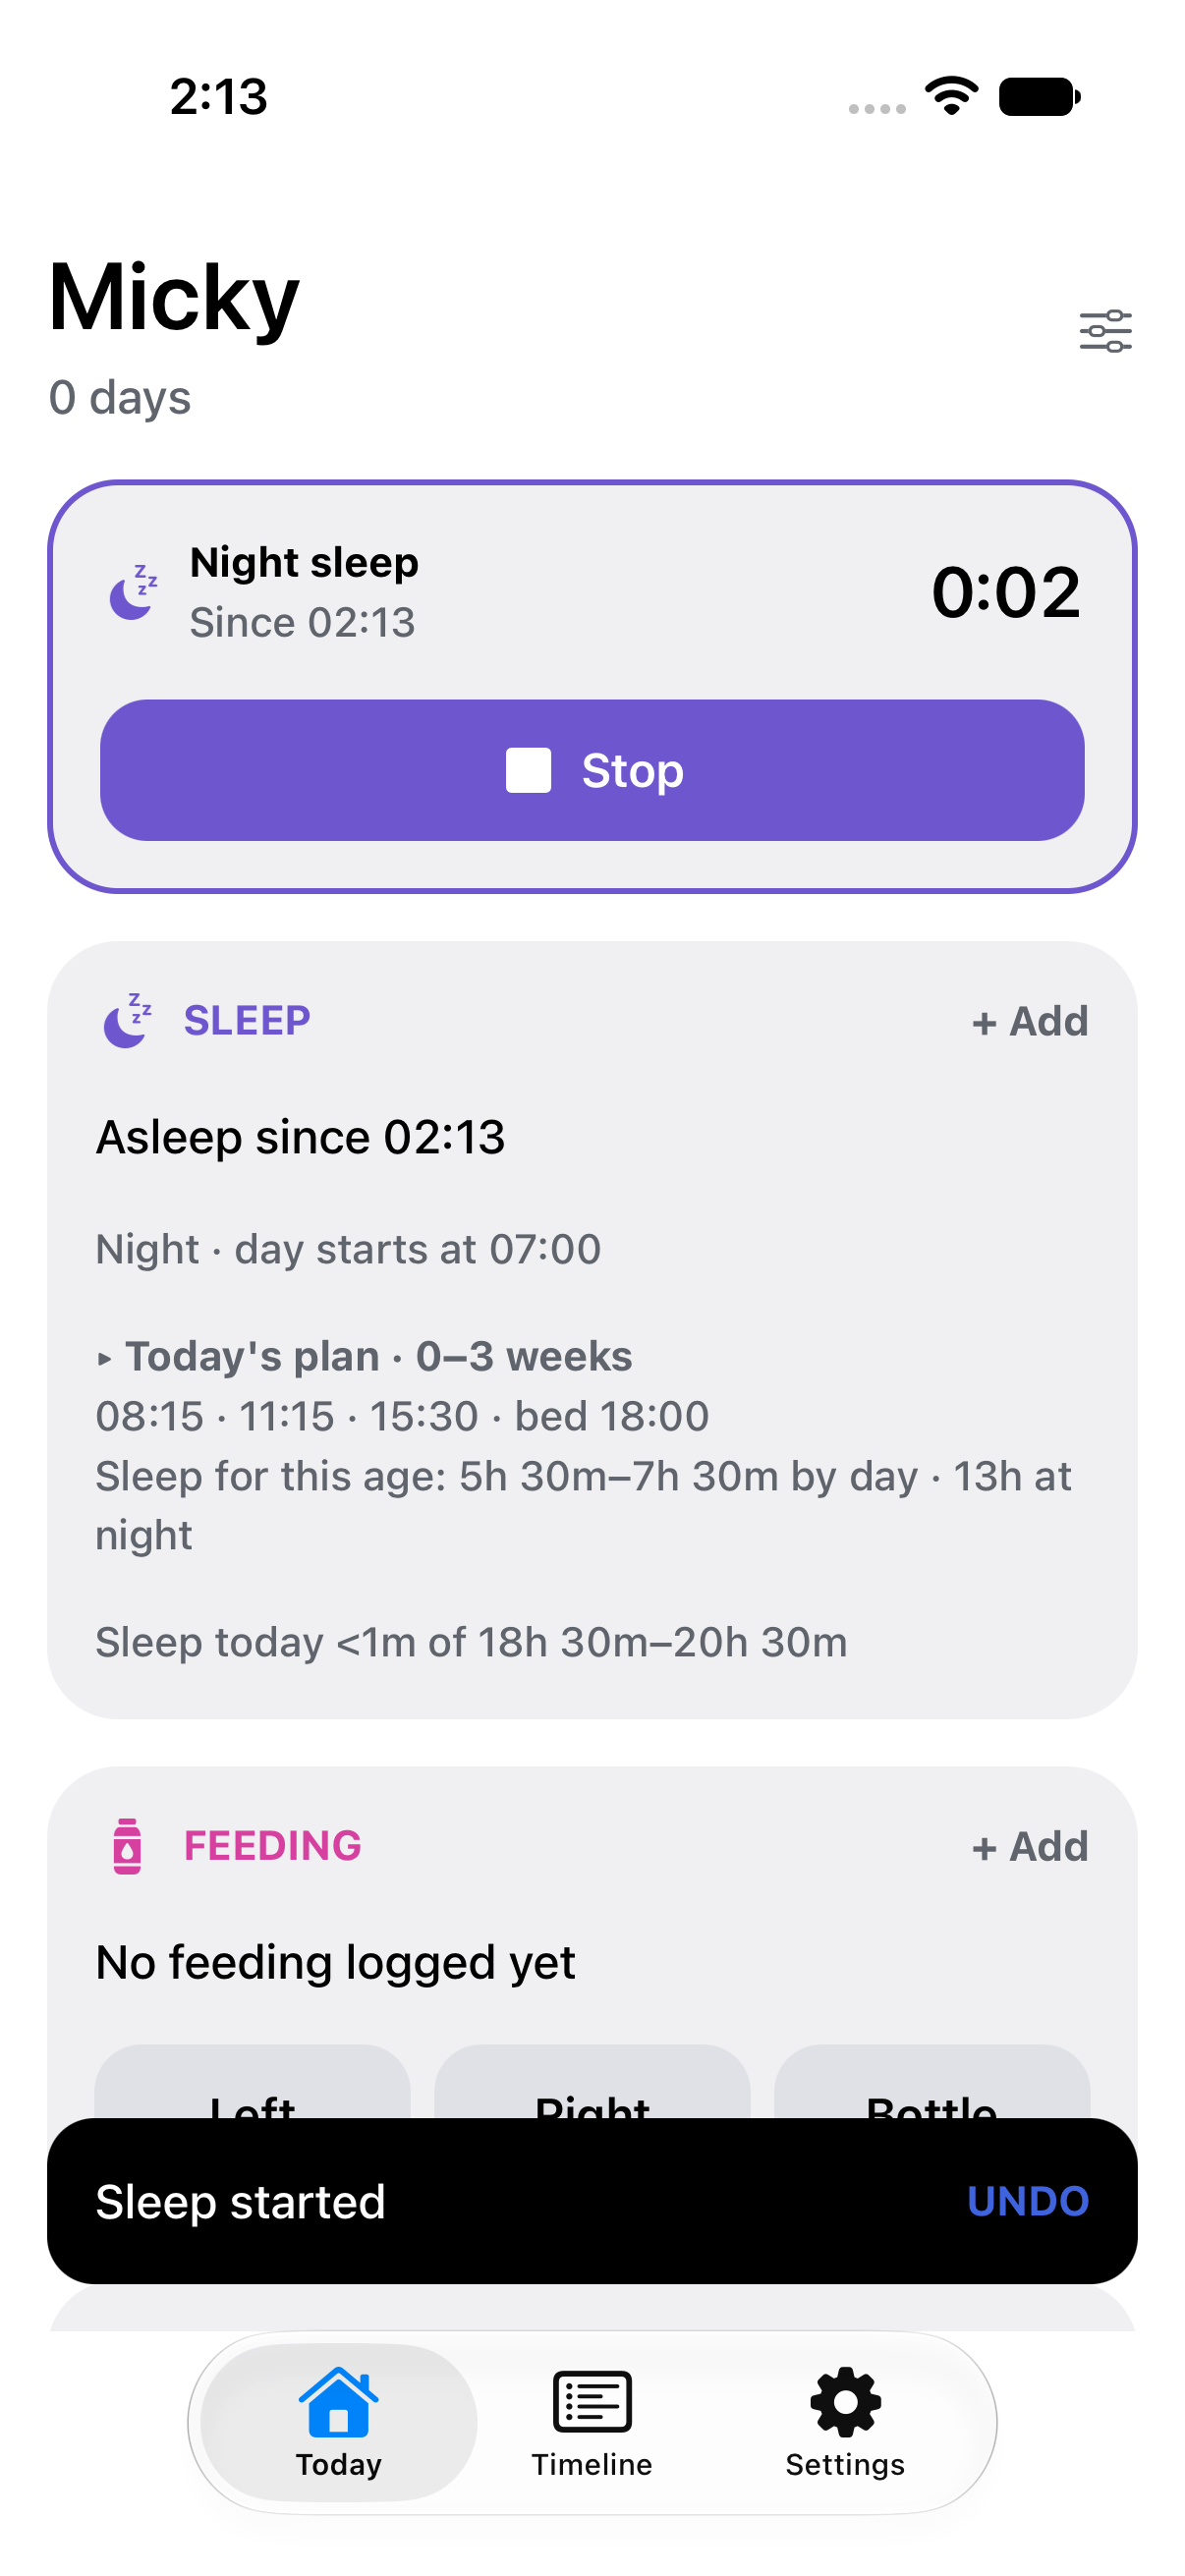 2:13
Micky
0 days
Night sleep
Since 02:13
0:02
Stop
SLEEP
+ Add
Asleep since 02:13
Night · day starts at 07:00
▸ Today's plan · 0–3 weeks
08:15 · 11:15 · 15:30 · bed 18:00
Sleep for this age: 5h 30m–7h 30m by day · 13h at
night
Sleep today <1m of 18h 30m–20h 30m
FEEDING
+ Add
No feeding logged yet
Left
Right
Bottle
Sleep started
UNDO
Today
Timeline
Settings